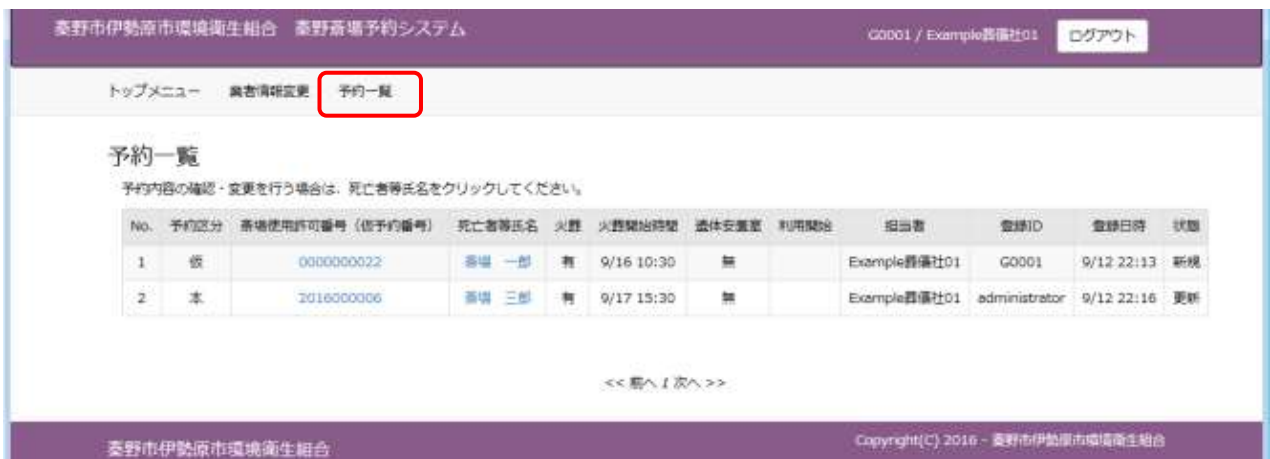 秦野市伊勢原市環境衛生組合　秦野斎場予約システム
G0001 / Example葬儀社01 ログアウト
トップメニュー 業者情報変更 予約一覧
予約一覧
予約内容の確認・変更を行う場合は、死亡者等氏名をクリックしてください。
No. 予約区分 斎場使用許可番号（仮予約番号） 死亡者等氏名 火葬 火葬開始時間 遺体安置室 利用開始 担当者 登録ID 登録日時 状態
1 仮 0000000022 斎場　一郎 有 9/16 10:30 無 Example葬儀社01 G0001 9/12 22:13 新規
2 本 2016000006 斎場　三郎 有 9/17 15:30 無 Example葬儀社01 administrator 9/12 22:16 更新
<< 前へ 1 次へ >>
秦野市伊勢原市環境衛生組合
Copyright(C) 2016 - 秦野市伊勢原市環境衛生組合